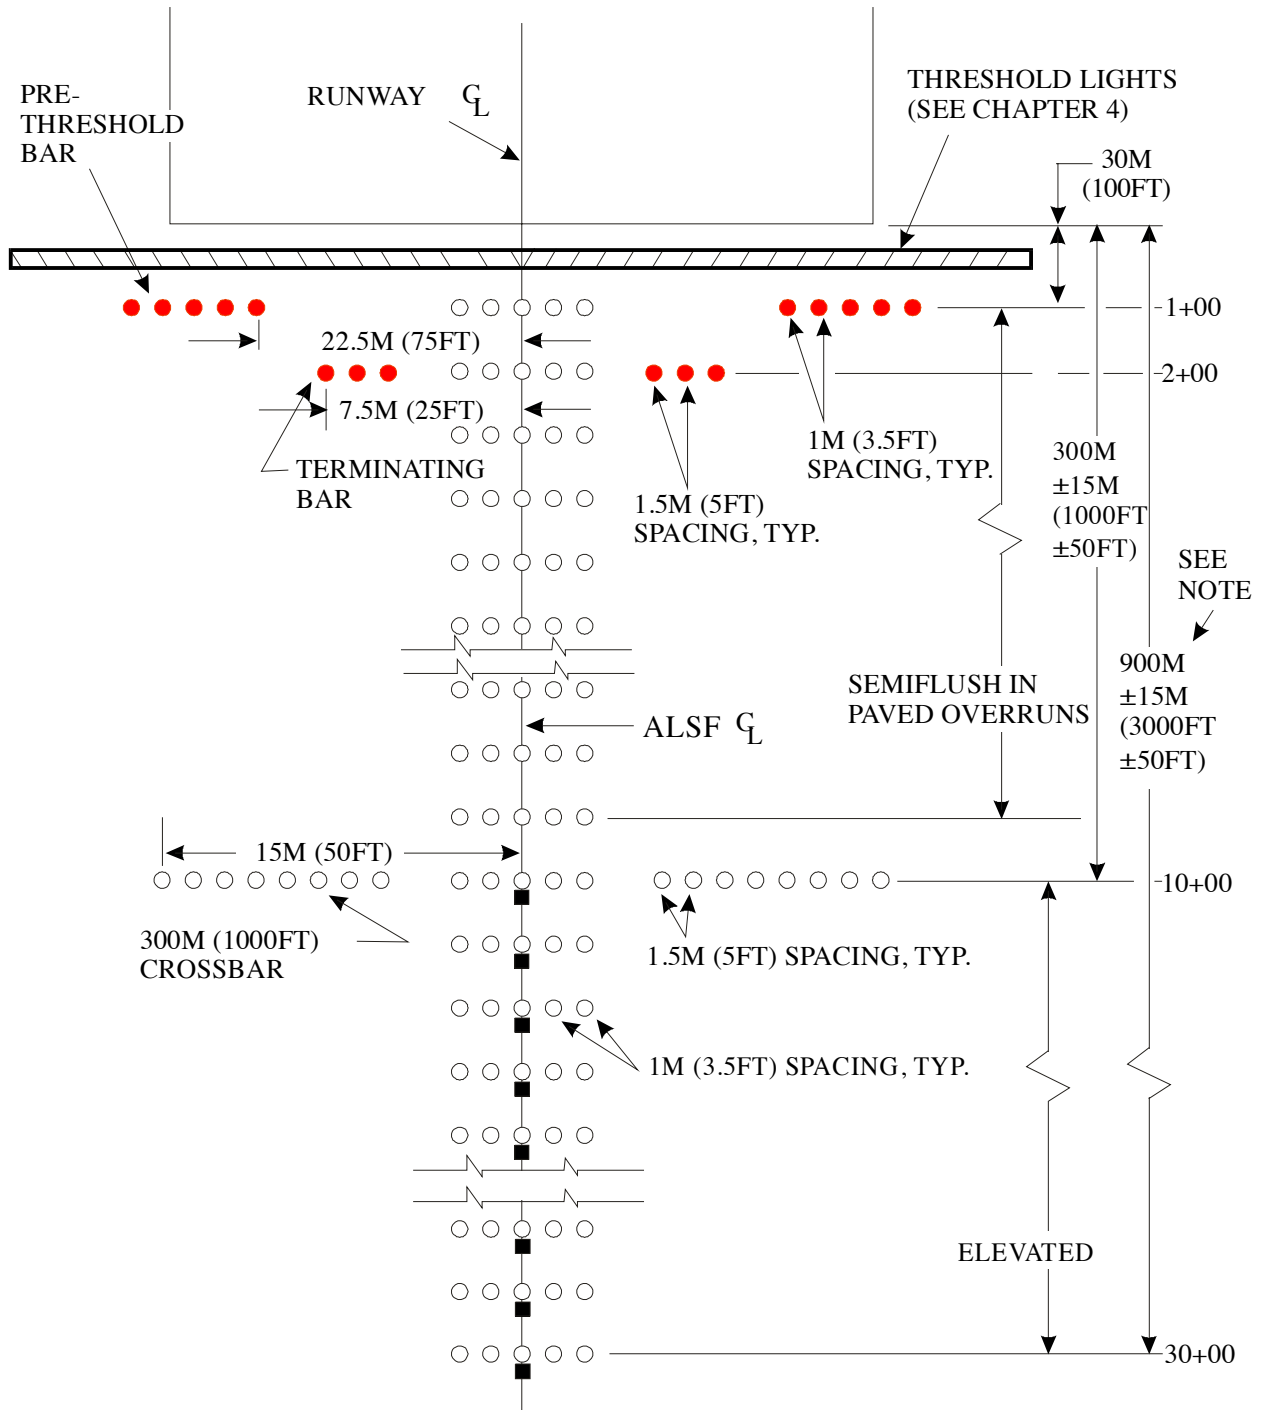 PRE-
THRESHOLD
BAR
RUNWAY ℄
THRESHOLD LIGHTS
(SEE CHAPTER 4)
30M
(100FT)
1+00
22.5M (75FT)
2+00
7.5M (25FT)
TERMINATING
BAR
1M (3.5FT)
SPACING, TYP.
1.5M (5FT)
SPACING, TYP.
300M
±15M
(1000FT
±50FT)
SEE
NOTE
900M
±15M
(3000FT
±50FT)
SEMIFLUSH IN
PAVED OVERRUNS
ALSF ℄
15M (50FT)
10+00
300M (1000FT)
CROSSBAR
1.5M (5FT) SPACING, TYP.
1M (3.5FT) SPACING, TYP.
ELEVATED
30+00